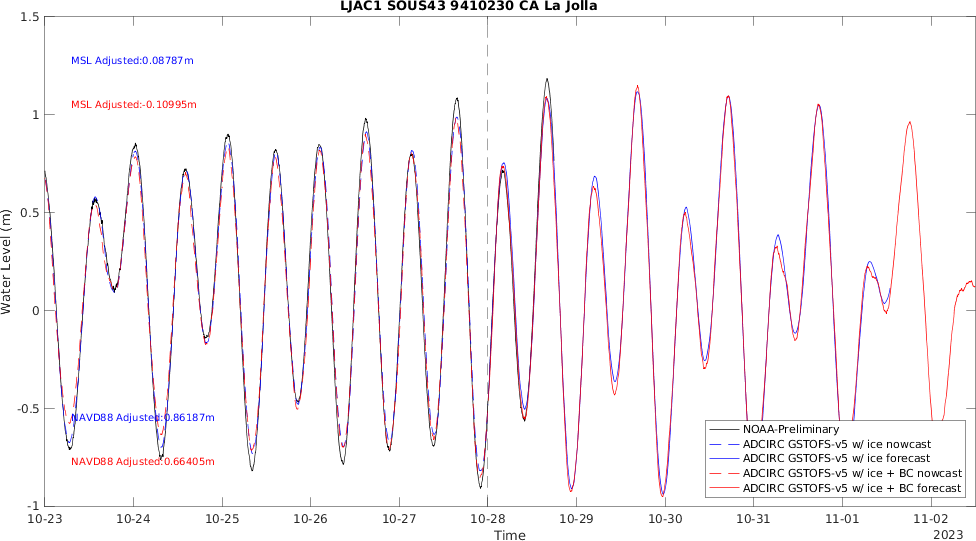 LJAC1 SOUS43 9410230 CA La Jolla
1.5
MSL Adjusted:0.08787m
MSL Adjusted:-0.10995m
1
0.5
Water Level (m)
0
-0.5
NAVD88 Adjusted:0.86187m
NAVD88 Adjusted:0.66405m
NOAA-Preliminary
ADCIRC GSTOFS-v5 w/ ice nowcast
ADCIRC GSTOFS-v5 w/ ice forecast
ADCIRC GSTOFS-v5 w/ ice + BC nowcast
ADCIRC GSTOFS-v5 w/ ice + BC forecast
-1
10-23 10-24 10-25 10-26 10-27 10-28 10-29 10-30 10-31 11-01 11-02
Time
2023